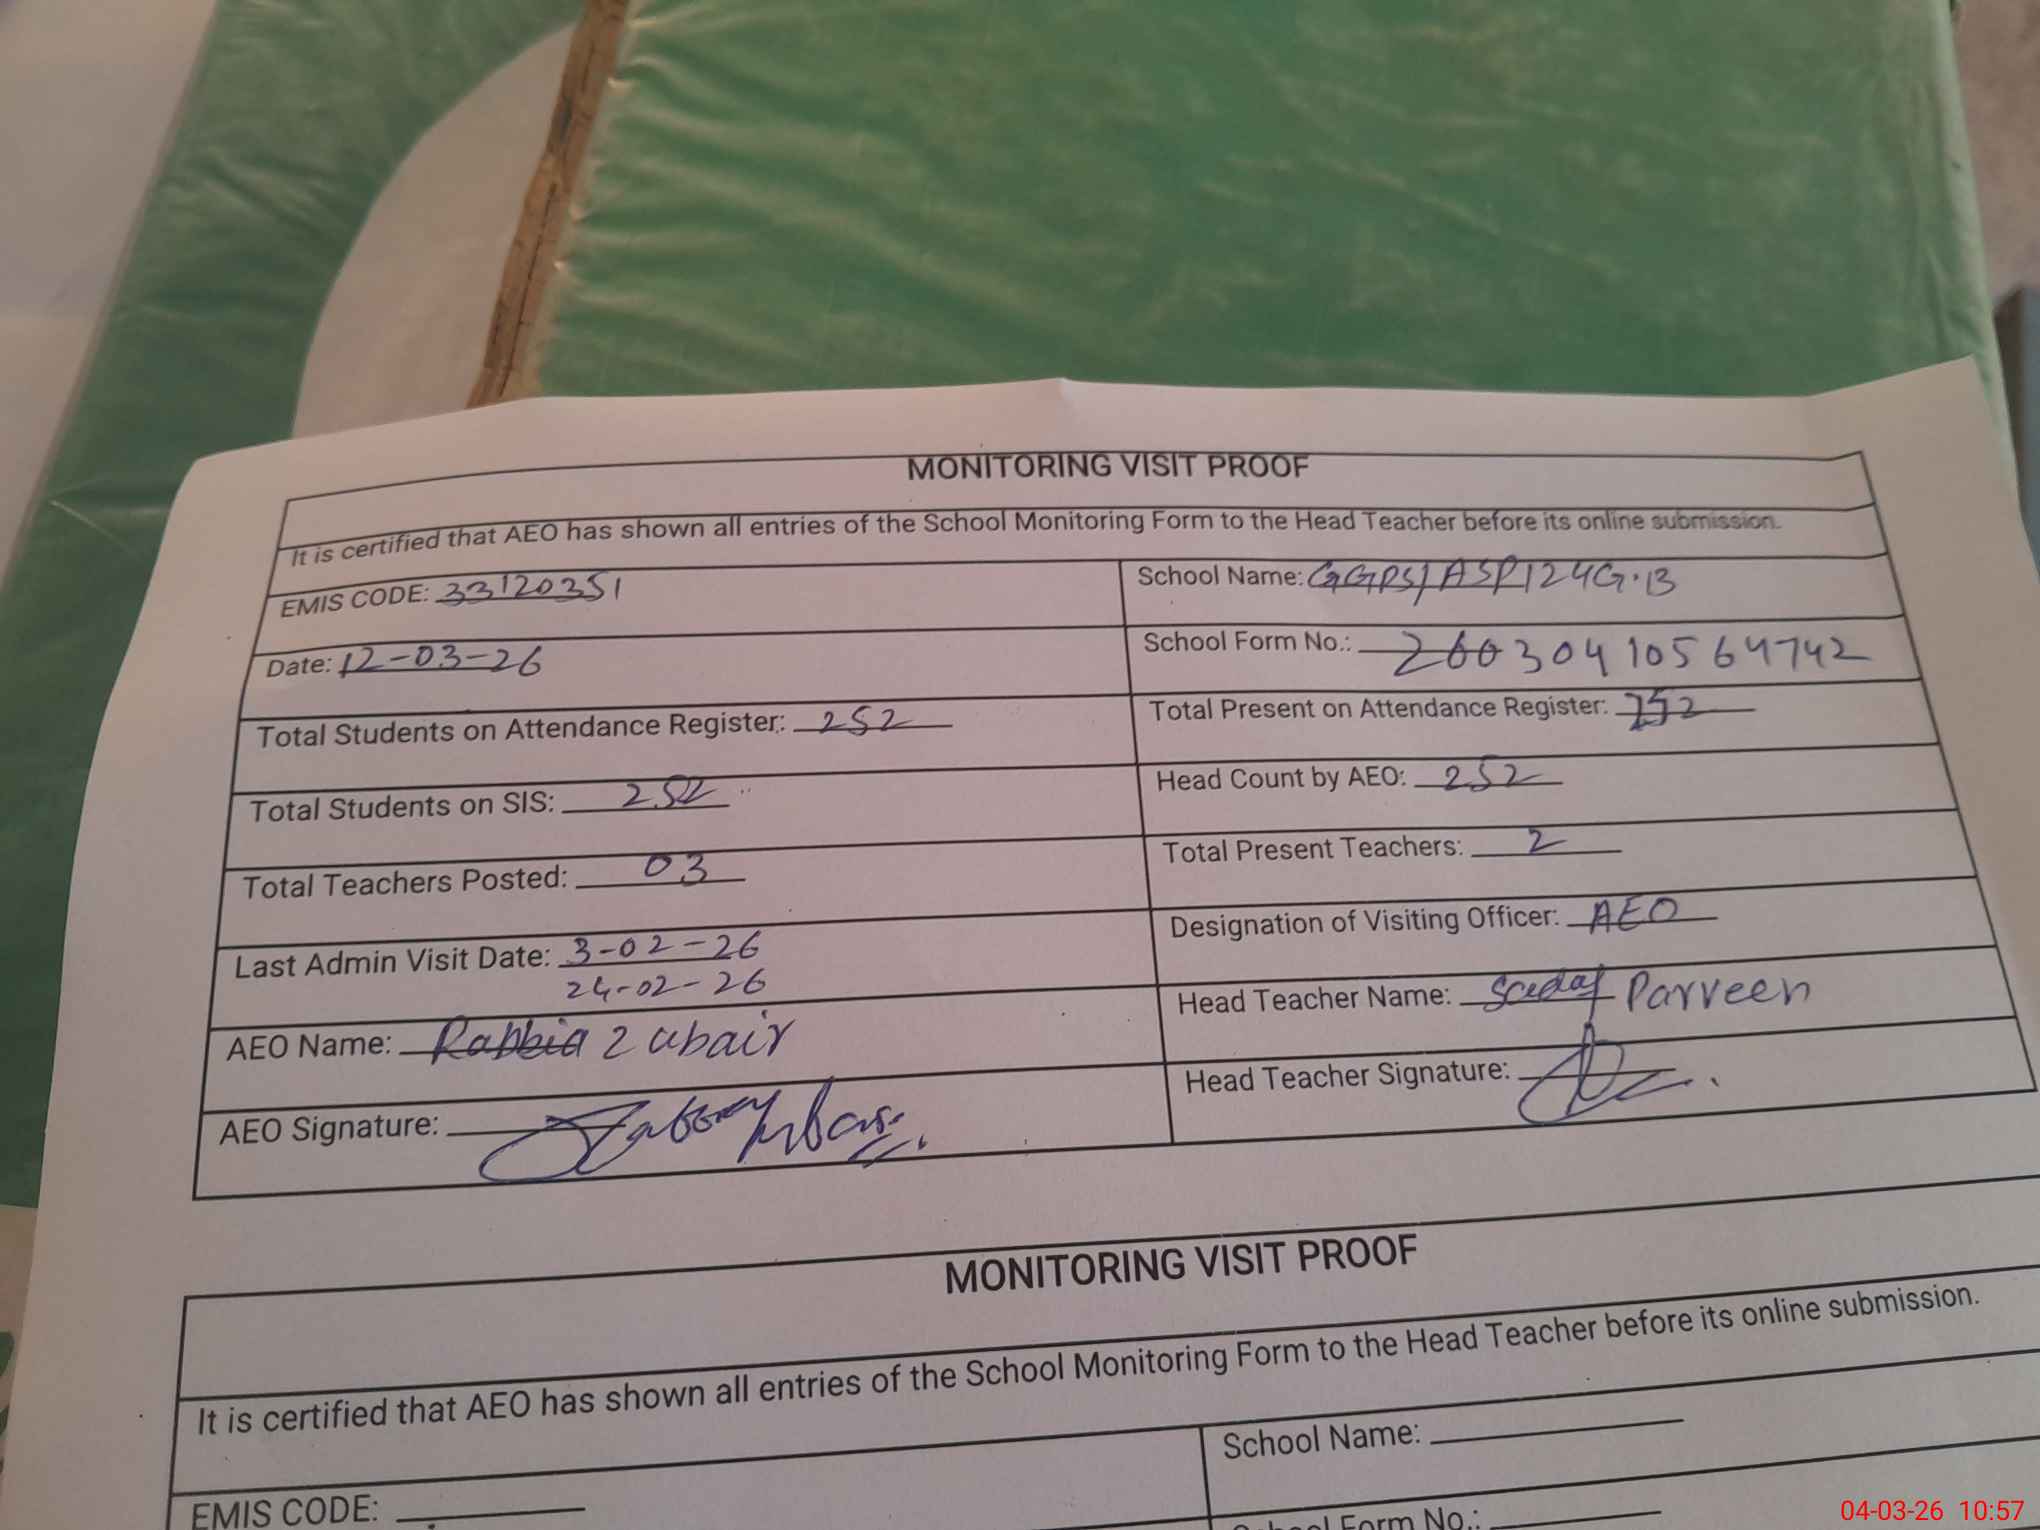 MONITORING VISIT PROOF
It is certified that AEO has shown all entries of the School Monitoring Form to the Head Teacher before its online submission.
EMIS CODE: 33120351
School Name: GGPS/ASP124G.B
Date: 12-03-26
School Form No.: 26030410564742
Total Students on Attendance Register: 252
Total Present on Attendance Register: 252
Total Students on SIS: 252
Head Count by AEO: 252
Total Teachers Posted: 03
Total Present Teachers: 2
Last Admin Visit Date: 3-02-26
24-02-26
Designation of Visiting Officer: AEO
AEO Name: Rabbia Zubair
Head Teacher Name: Sadaf Parveen
AEO Signature:
Head Teacher Signature:
MONITORING VISIT PROOF
It is certified that AEO has shown all entries of the School Monitoring Form to the Head Teacher before its online submission.
EMIS CODE:
School Name:
School Form No.:
04-03-26 10:57